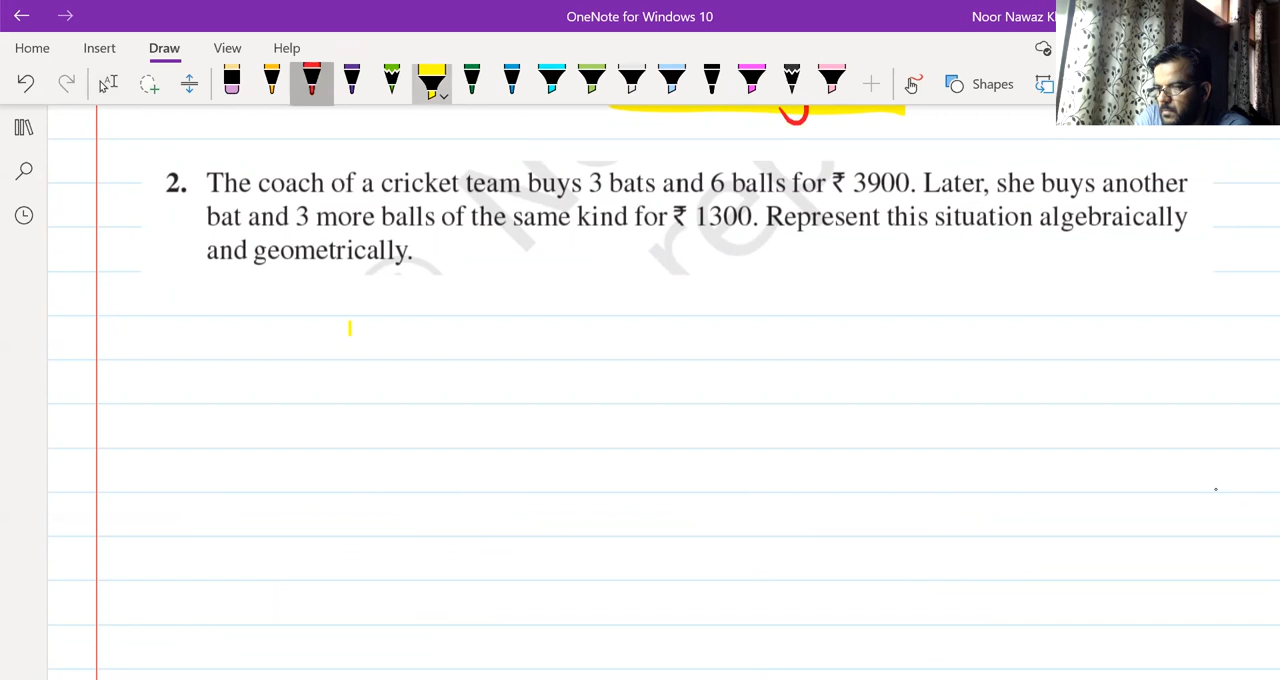 OneNote for Windows 10
Noor Nawaz K
Home Insert Draw View Help
Shapes
2. The coach of a cricket team buys 3 bats and 6 balls for ₹ 3900. Later, she buys another
bat and 3 more balls of the same kind for ₹ 1300. Represent this situation algebraically
and geometrically.